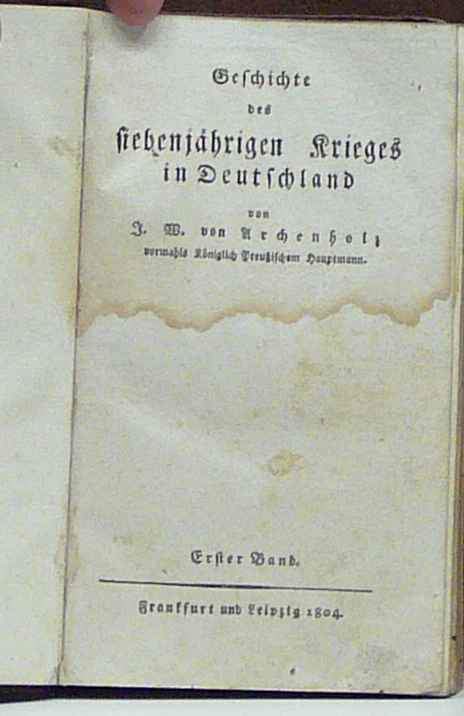 Geschichte
des
siebenjährigen Krieges
in Deutschland
von
J. W. von Archenholz
vormahls Königlich Preußischem Hauptmann.
Erster Band.
Frankfurt und Leipzig 1804.